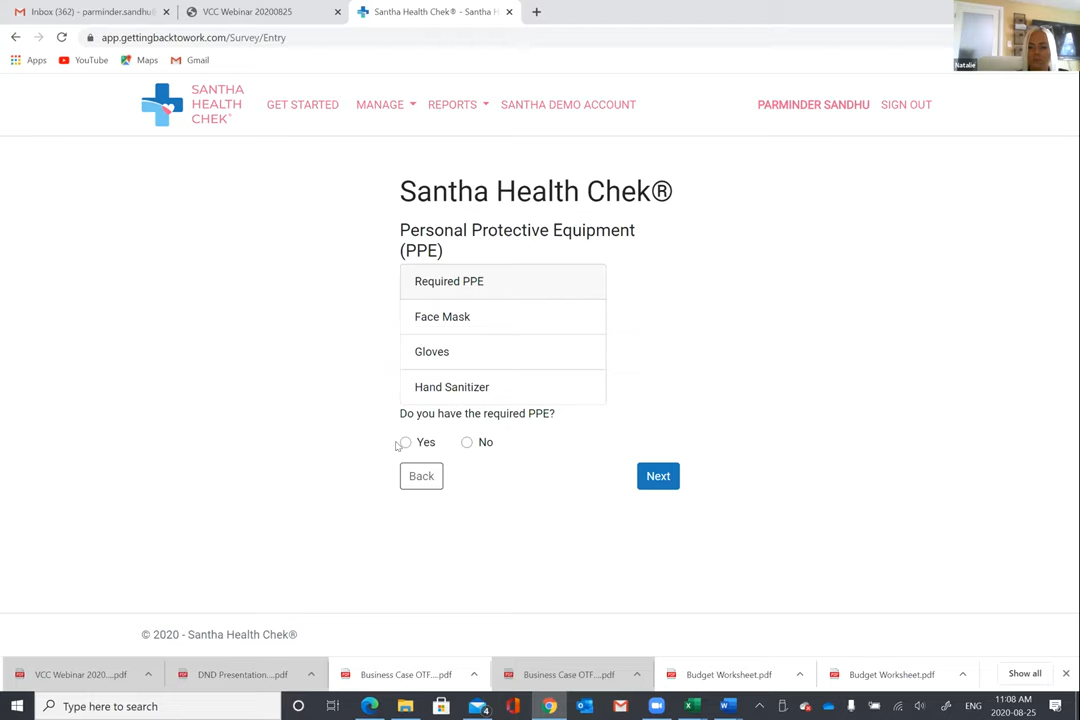 Inbox (362) - parminder.sandhu@
VCC Webinar 20200825
Santha Health Chek® - Santha H
app.gettingbacktowork.com/Survey/Entry
Apps
YouTube
Maps
Gmail
Natalie
SANTHA
HEALTH
CHEK
GET STARTED
MANAGE
REPORTS
SANTHA DEMO ACCOUNT
PARMINDER SANDHU
SIGN OUT
Santha Health Chek®
Personal Protective Equipment
(PPE)
Required PPE
Face Mask
Gloves
Hand Sanitizer
Do you have the required PPE?
Yes
No
Back
Next
© 2020 - Santha Health Chek®
VCC Webinar 2020....pdf
DND Presentation....pdf
Business Case OTF....pdf
Business Case OTF....pdf
Budget Worksheet.pdf
Budget Worksheet.pdf
Show all
Type here to search
4
ENG
11:08 AM
2020-08-25